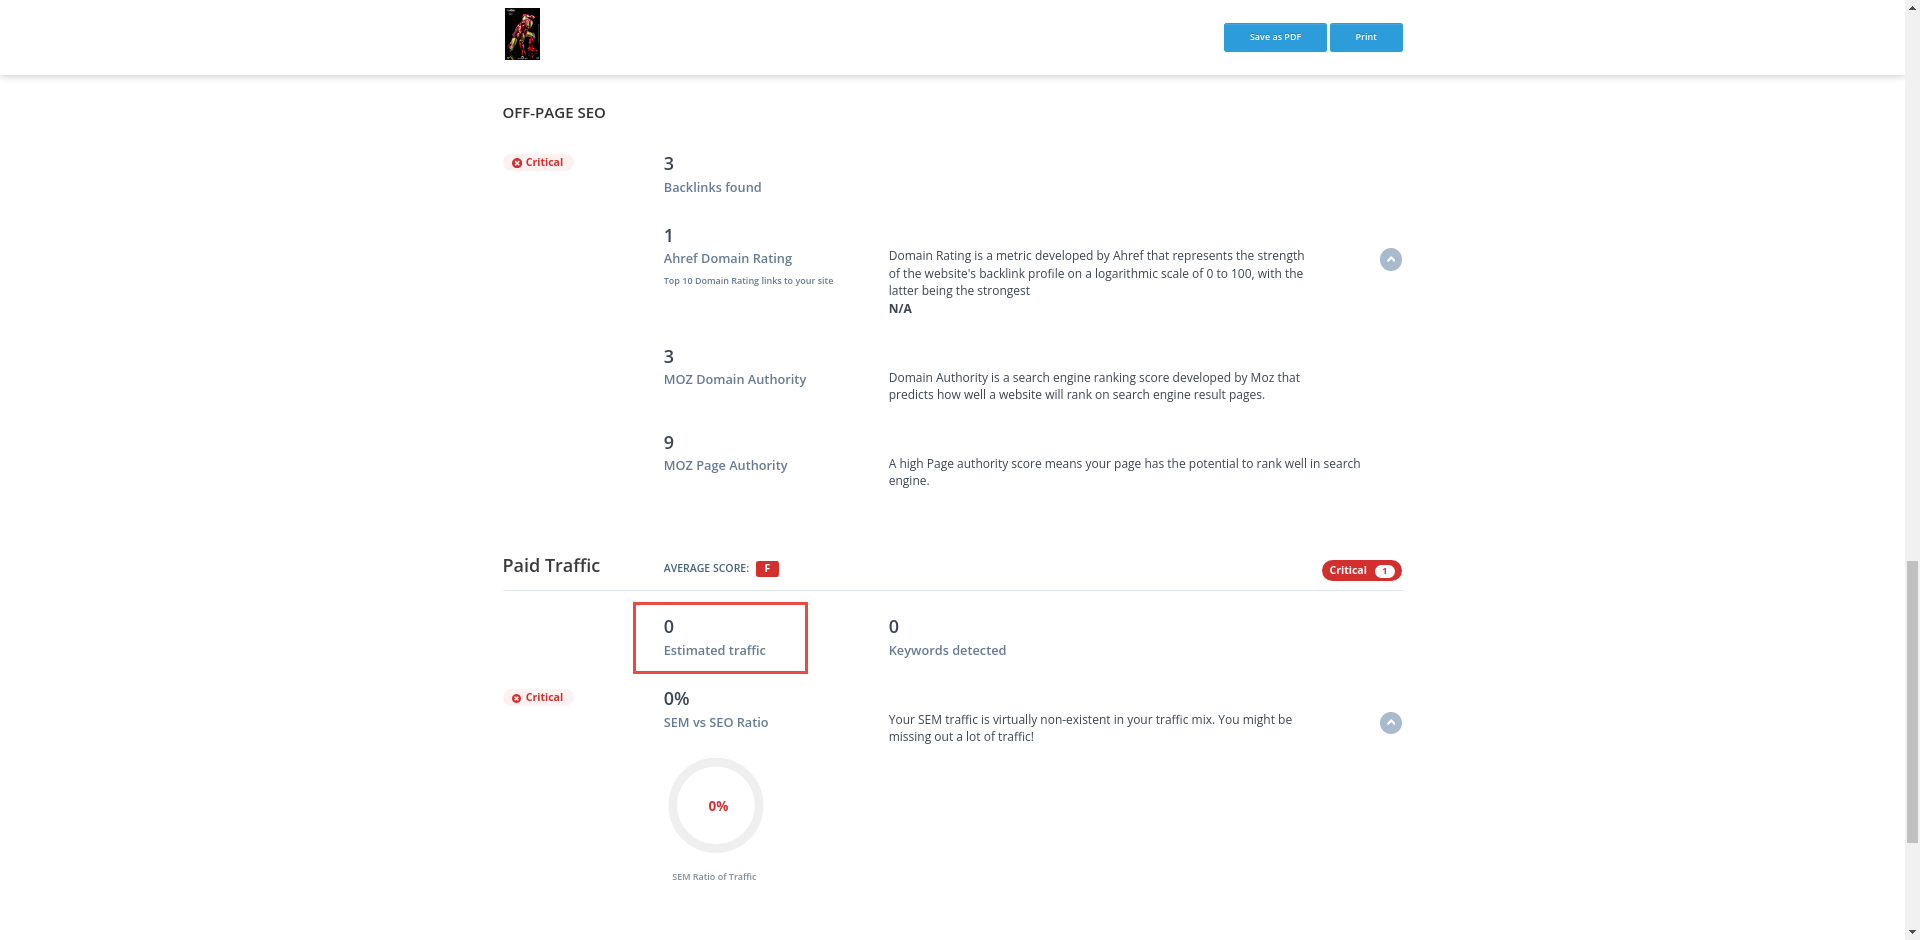 Save as PDF
Print
OFF-PAGE SEO
Critical
3
Backlinks found
1
Ahref Domain Rating
Top 10 Domain Rating links to your site
Domain Rating is a metric developed by Ahref that represents the strength
of the website's backlink profile on a logarithmic scale of 0 to 100, with the
latter being the strongest
N/A
3
MOZ Domain Authority
Domain Authority is a search engine ranking score developed by Moz that
predicts how well a website will rank on search engine result pages.
9
MOZ Page Authority
A high Page authority score means your page has the potential to rank well in search
engine.
Paid Traffic
AVERAGE SCORE: F
Critical 1
0
Estimated traffic
0
Keywords detected
Critical
0%
SEM vs SEO Ratio
Your SEM traffic is virtually non-existent in your traffic mix. You might be
missing out a lot of traffic!
0%
SEM Ratio of Traffic